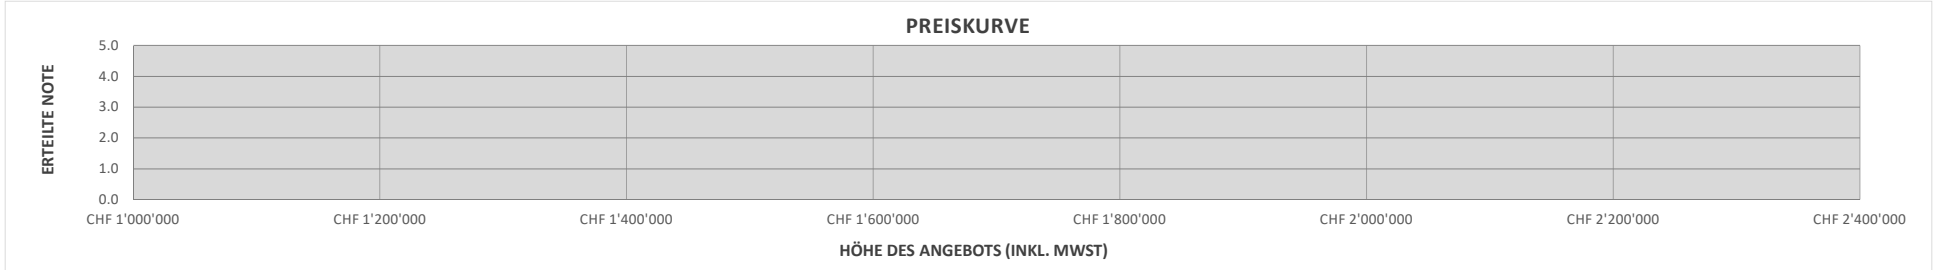 PREISKURVE
ERTEILTE NOTE
5.0
4.0
3.0
2.0
1.0
0.0
CHF 1'000'000 CHF 1'200'000 CHF 1'400'000 CHF 1'600'000 CHF 1'800'000 CHF 2'000'000 CHF 2'200'000 CHF 2'400'000
HÖHE DES ANGEBOTS (INKL. MWST)